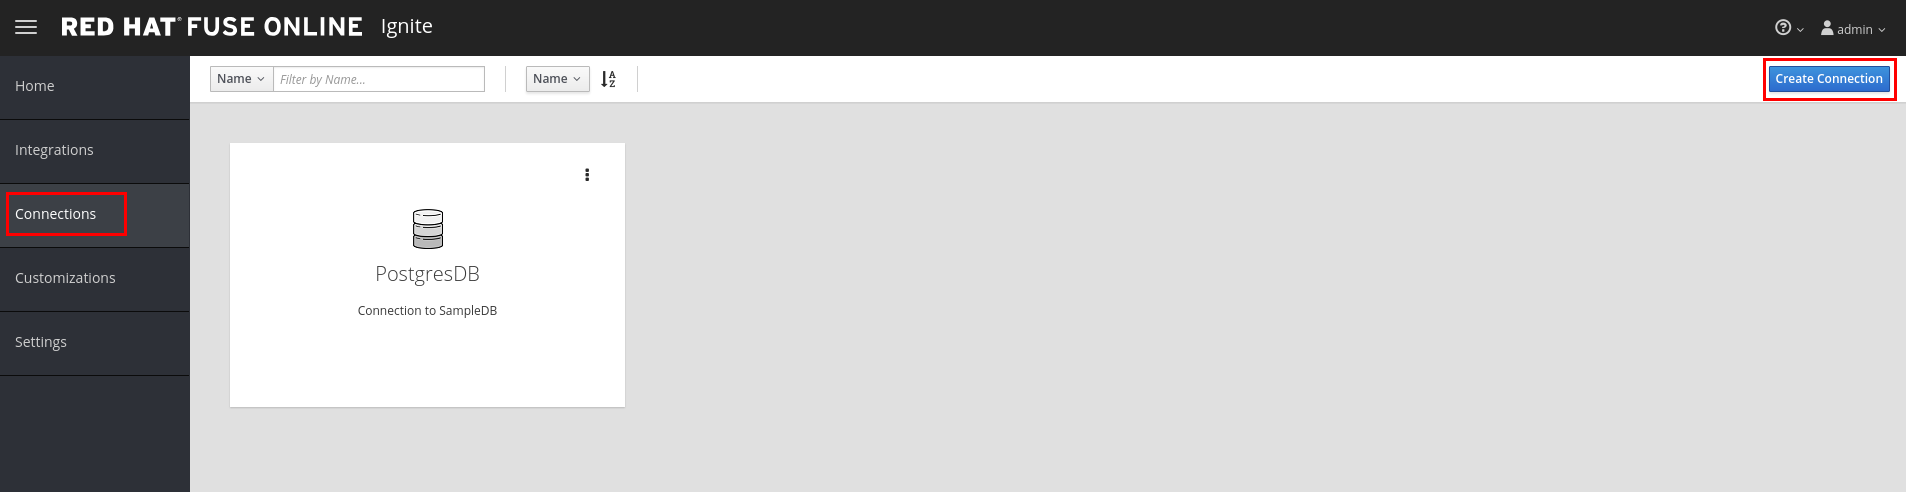 RED HAT® FUSE ONLINE Ignite
admin
Home
Integrations
Connections
Customizations
Settings
Name Filter by Name... Name A Z
Create Connection
PostgresDB
Connection to SampleDB